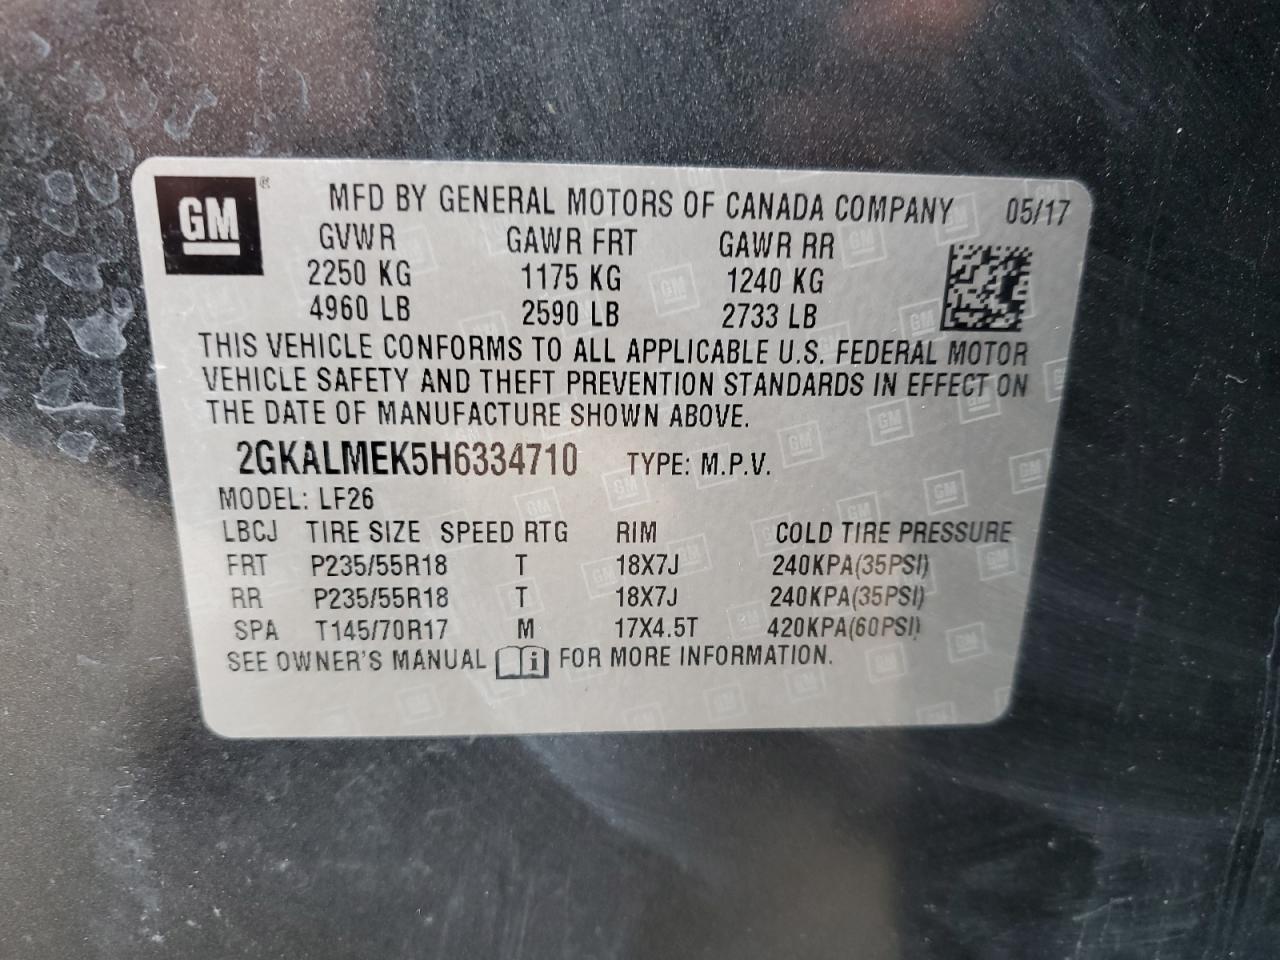 GM ® MFD BY GENERAL MOTORS OF CANADA COMPANY 05/17
GVWR GAWR FRT GAWR RR
2250 KG 1175 KG 1240 KG
4960 LB 2590 LB 2733 LB
THIS VEHICLE CONFORMS TO ALL APPLICABLE U.S. FEDERAL MOTOR
VEHICLE SAFETY AND THEFT PREVENTION STANDARDS IN EFFECT ON
THE DATE OF MANUFACTURE SHOWN ABOVE.
2GKALMEK5H6334710 TYPE: M.P.V.
MODEL: LF26
LBCJ TIRE SIZE SPEED RTG RIM COLD TIRE PRESSURE
FRT P235/55R18 T 18X7J 240KPA(35PSI)
RR P235/55R18 T 18X7J 240KPA(35PSI)
SPA T145/70R17 M 17X4.5T 420KPA(60PSI)
SEE OWNER'S MANUAL i FOR MORE INFORMATION.